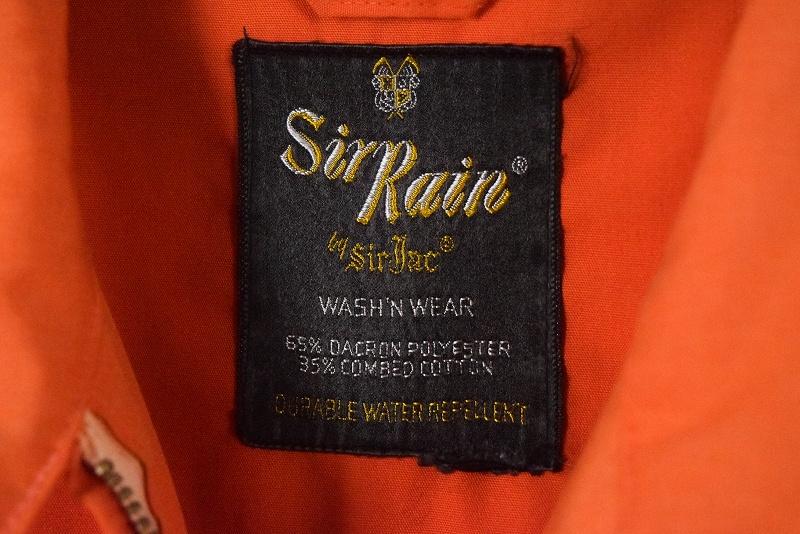 Sir Rain®
by Sir Jac®
WASH'N WEAR
65% DACRON POLYESTER
35% COMBED COTTON
DURABLE WATER REPELLENT